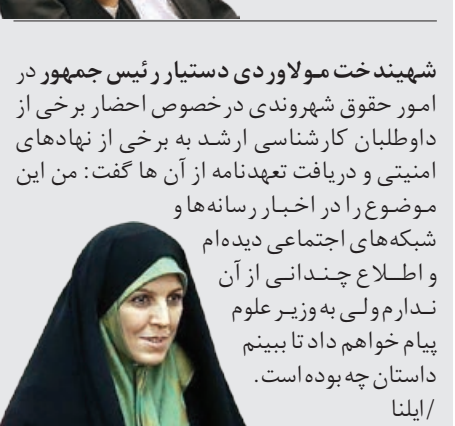 شهیندخت مولاوردی دستیار رئیس جمهور در
امور حقوق شهروندی درخصوص احضار برخی از
داوطلبان کارشناسی ارشد به برخی از نهادهای
امنیتی و دریافت تعهدنامه از آن ها گفت: من این
موضوع را در اخبار رسانه‌ها و
شبکه‌های اجتماعی دیده‌ام
و اطلاع چندانی از آن
ندارم ولی به وزیر علوم
پیام خواهم داد تا ببینم
داستان چه بوده است.
/ایلنا